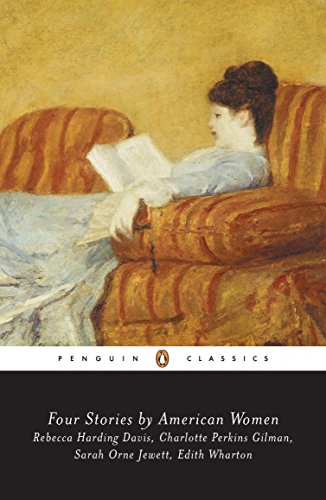 PENGUIN CLASSICS
Four Stories by American Women
Rebecca Harding Davis, Charlotte Perkins Gilman,
Sarah Orne Jewett, Edith Wharton